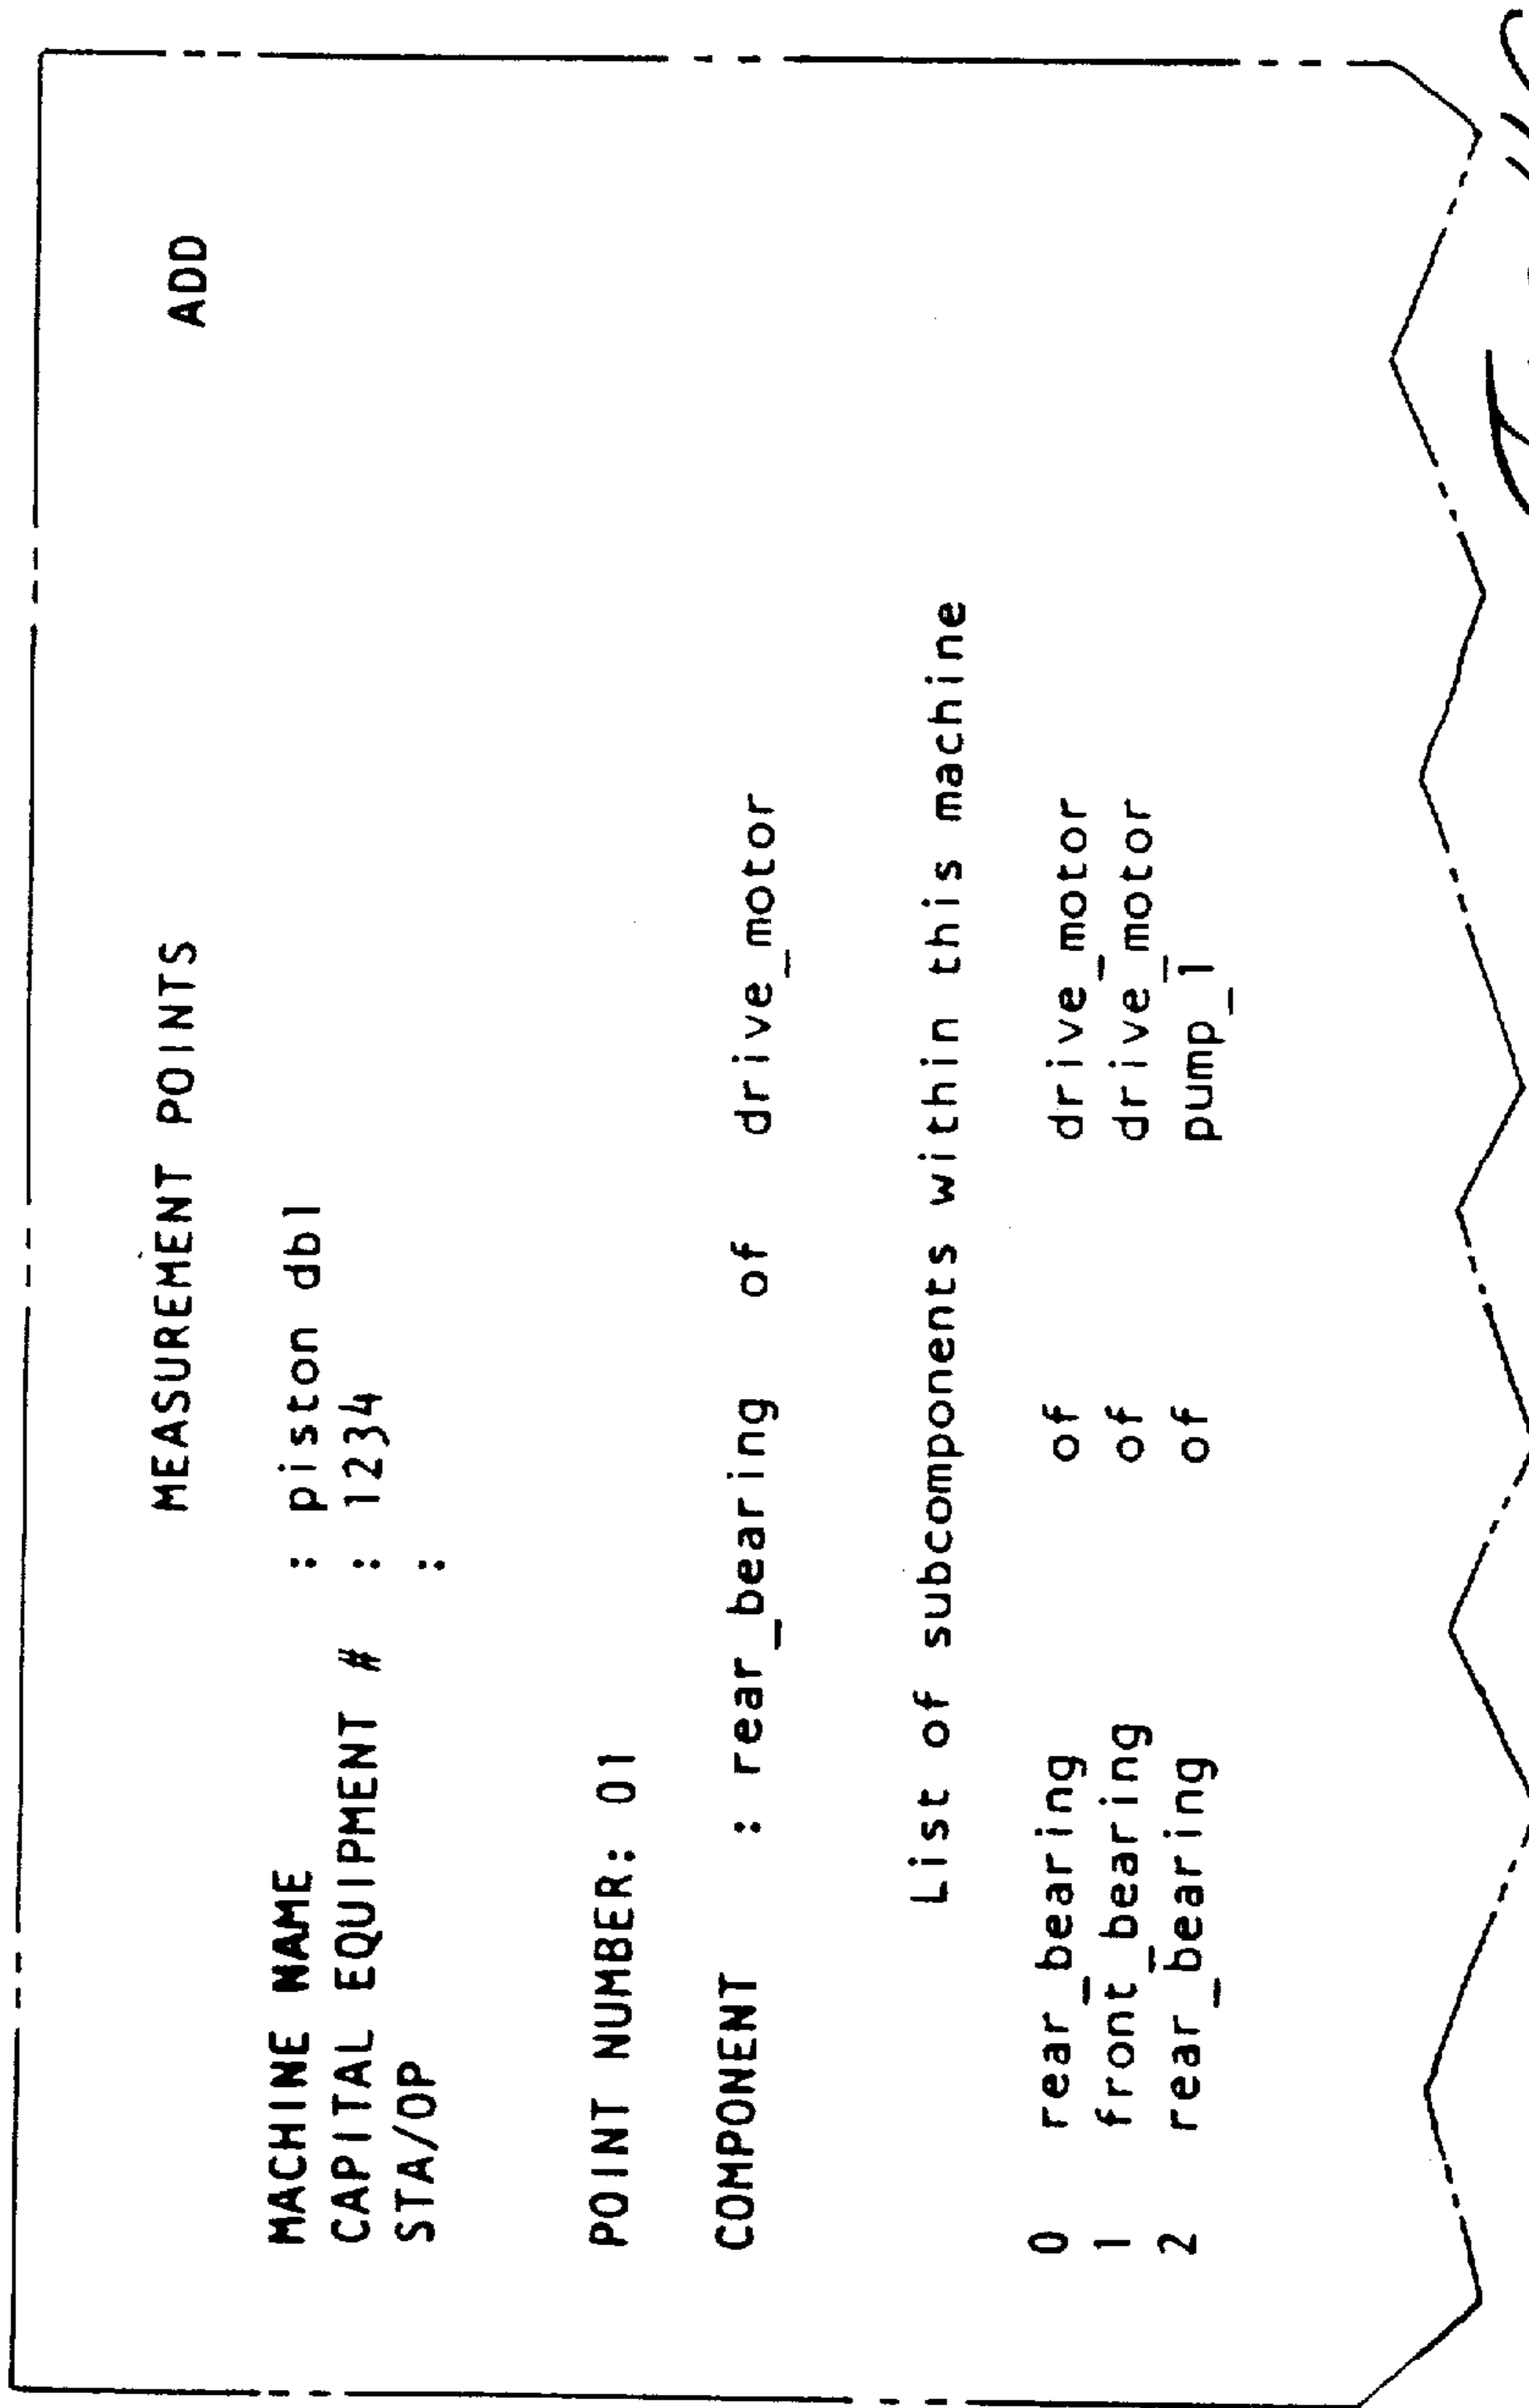 MEASUREMENT POINTS ADD
MACHINE NAME : piston dbl
CAPITAL EQUIPMENT # : 1234
STA/OP :
POINT NUMBER: 01
COMPONENT : rear_bearing of drive_motor
List of subcomponents within this machine
0 rear_bearing of drive_motor
1 front_bearing of drive_motor
2 rear_bearing of pump_1